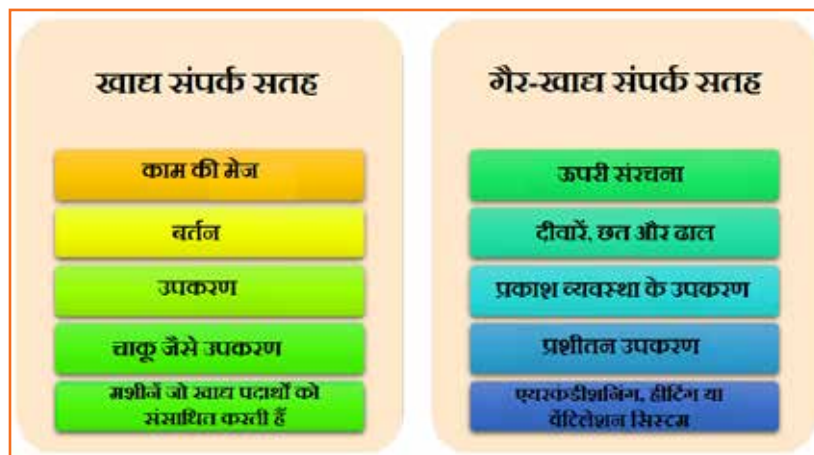 खाद्य संपर्क सतह
काम की मेज
बर्तन
उपकरण
चाकू जैसे उपकरण
मशीनें जो खाद्य पदार्थों को
संसाधित करती हैं
गैर-खाद्य संपर्क सतह
ऊपरी संरचना
दीवारें, छत और ढाल
प्रकाश व्यवस्था के उपकरण
प्रशीतन उपकरण
एयरकंडीशनिंग, हीटिंग या
वेंटिलेशन सिस्टम